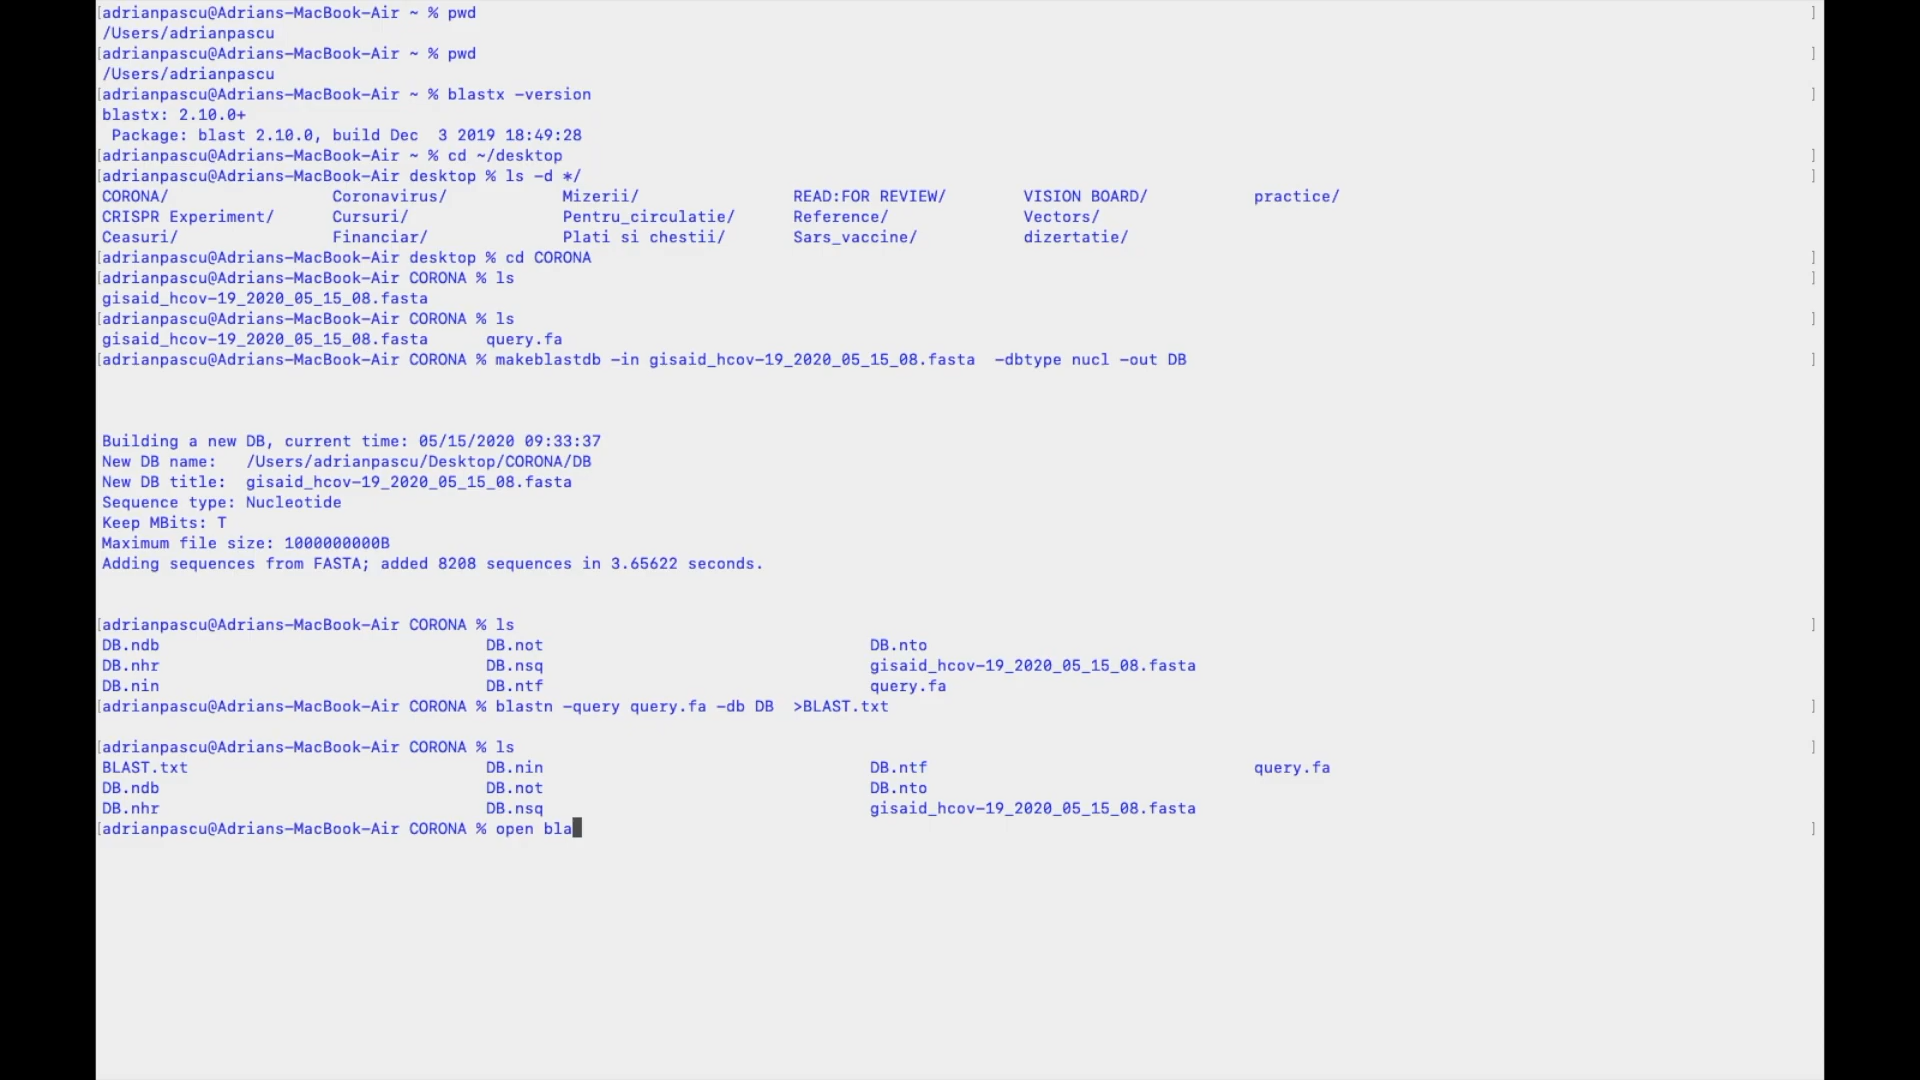 [adrianpascu@Adrians-MacBook-Air ~ % pwd ]
/Users/adrianpascu
[adrianpascu@Adrians-MacBook-Air ~ % pwd ]
/Users/adrianpascu
[adrianpascu@Adrians-MacBook-Air ~ % blastx -version ]
blastx: 2.10.0+
 Package: blast 2.10.0, build Dec  3 2019 18:49:28
[adrianpascu@Adrians-MacBook-Air ~ % cd ~/desktop ]
[adrianpascu@Adrians-MacBook-Air desktop % ls -d */ ]
CORONA/ Coronavirus/ Mizerii/ READ:FOR REVIEW/ VISION BOARD/ practice/
CRISPR Experiment/ Cursuri/ Pentru_circulatie/ Reference/ Vectors/
Ceasuri/ Financiar/ Plati si chestii/ Sars_vaccine/ dizertatie/
[adrianpascu@Adrians-MacBook-Air desktop % cd CORONA ]
[adrianpascu@Adrians-MacBook-Air CORONA % ls ]
gisaid_hcov-19_2020_05_15_08.fasta
[adrianpascu@Adrians-MacBook-Air CORONA % ls ]
gisaid_hcov-19_2020_05_15_08.fasta query.fa
[adrianpascu@Adrians-MacBook-Air CORONA % makeblastdb -in gisaid_hcov-19_2020_05_15_08.fasta  -dbtype nucl -out DB ]
Building a new DB, current time: 05/15/2020 09:33:37
New DB name:   /Users/adrianpascu/Desktop/CORONA/DB
New DB title:  gisaid_hcov-19_2020_05_15_08.fasta
Sequence type: Nucleotide
Keep MBits: T
Maximum file size: 1000000000B
Adding sequences from FASTA; added 8208 sequences in 3.65622 seconds.
[adrianpascu@Adrians-MacBook-Air CORONA % ls ]
DB.ndb DB.not DB.nto
DB.nhr DB.nsq gisaid_hcov-19_2020_05_15_08.fasta
DB.nin DB.ntf query.fa
[adrianpascu@Adrians-MacBook-Air CORONA % blastn -query query.fa -db DB  >BLAST.txt ]
[adrianpascu@Adrians-MacBook-Air CORONA % ls ]
BLAST.txt DB.nin DB.ntf query.fa
DB.ndb DB.not DB.nto
DB.nhr DB.nsq gisaid_hcov-19_2020_05_15_08.fasta
[adrianpascu@Adrians-MacBook-Air CORONA % open bla ]